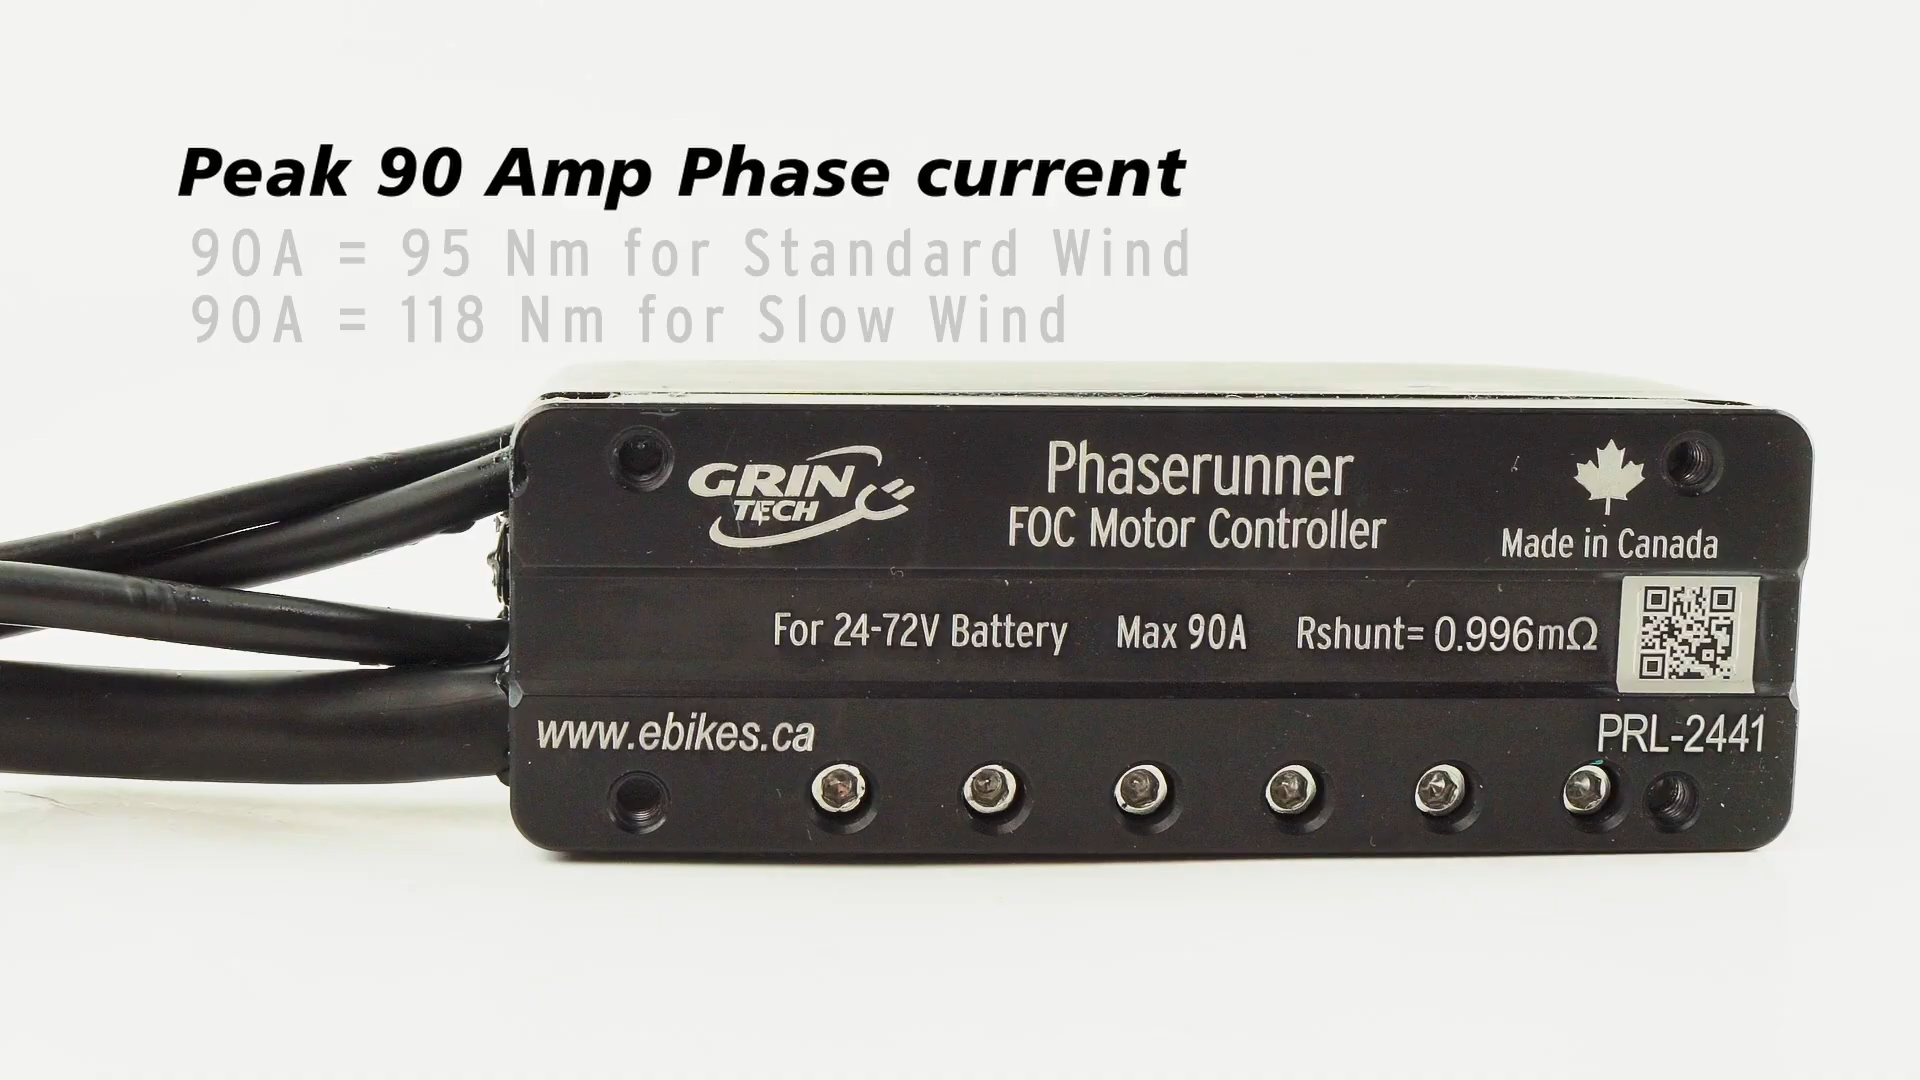 Peak 90 Amp Phase current
90A = 95 Nm for Standard Wind
90A = 118 Nm for Slow Wind
GRIN
TECH
Phaserunner
FOC Motor Controller
Made in Canada
For 24-72V Battery Max 90A Rshunt= 0.996mΩ
www.ebikes.ca
PRL-2441